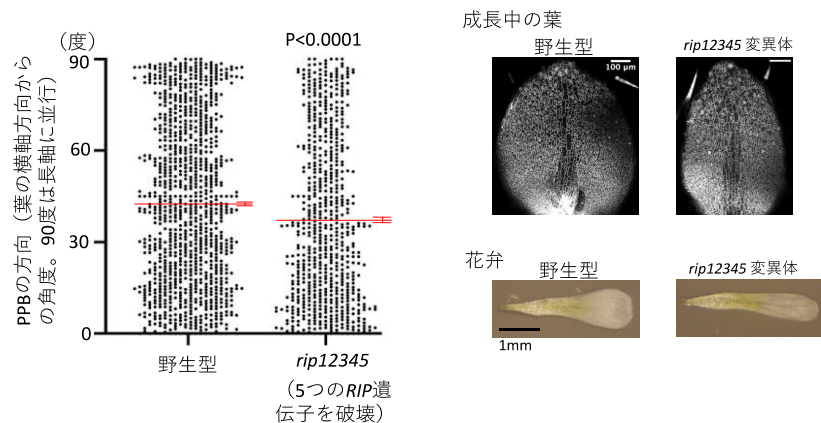 （度）
P<0.0001
90
60
30
0
PPBの方向（葉の横軸方向から
の角度。90度は長軸に並行）
野生型
rip12345
（5つのRIP遺
伝子を破壊）
成長中の葉
野生型
rip12345 変異体
100 μm
花弁
野生型
rip12345 変異体
1mm